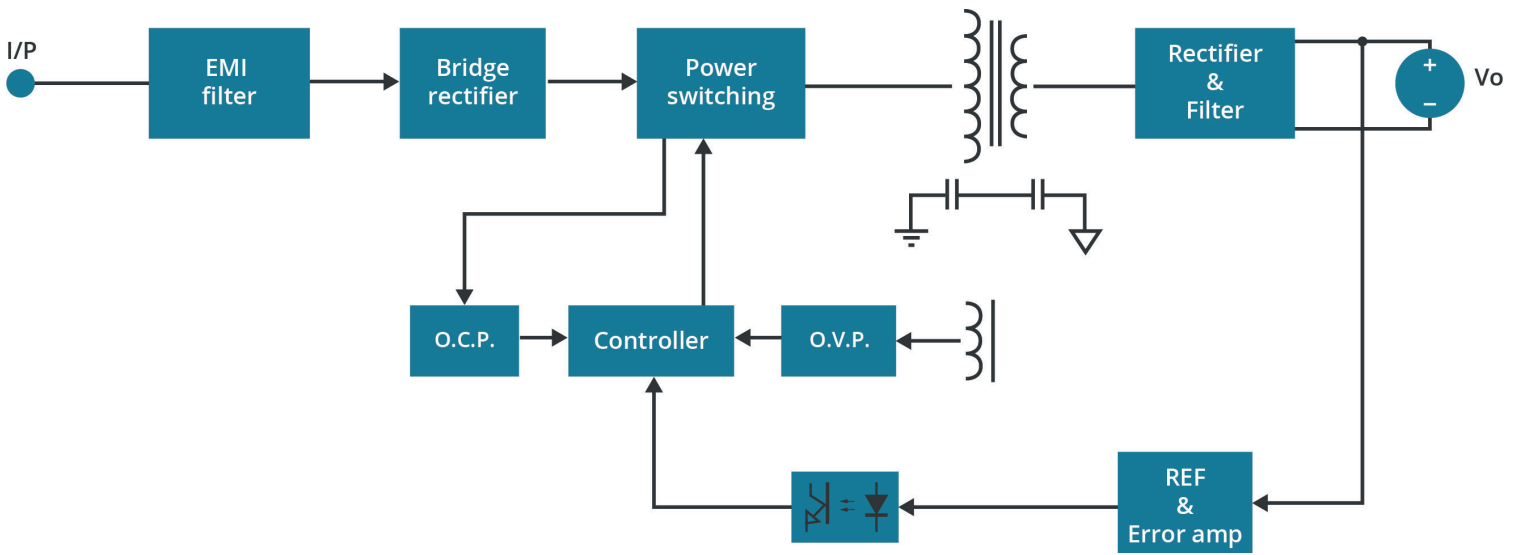 I/P
EMI
filter
Bridge
rectifier
Power
switching
Rectifier
&
Filter
+
−
Vo
O.C.P.
Controller
O.V.P.
REF
&
Error amp